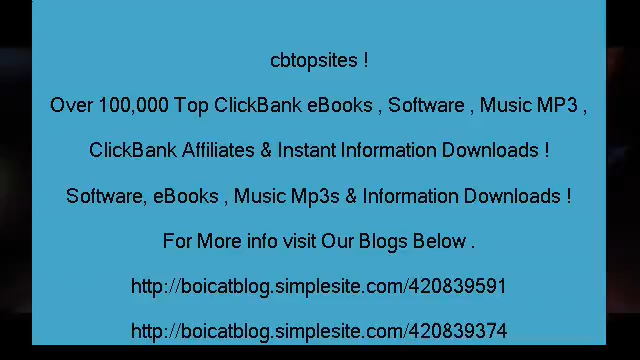 cbtopsites !
Over 100,000 Top ClickBank eBooks , Software , Music MP3 ,
ClickBank Affiliates & Instant Information Downloads !
Software, eBooks , Music Mp3s & Information Downloads !
For More info visit Our Blogs Below .
http://boicatblog.simplesite.com/420839591
http://boicatblog.simplesite.com/420839374